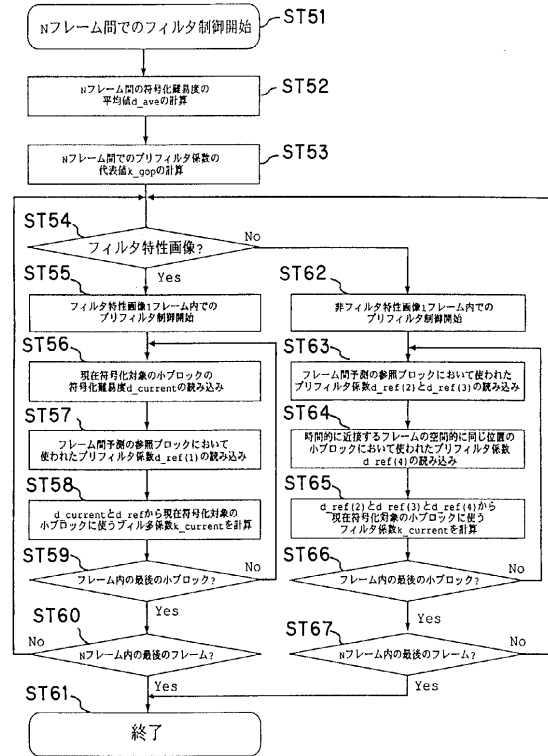 Nフレーム間でのフィルタ制御開始
ST51
Nフレーム間の符号化難易度の
平均値d_aveの計算
ST52
Nフレーム間でのプリフィルタ係数の
代表値k_gopの計算
ST53
ST54
フィルタ特性画像?
No
Yes
ST55
フィルタ特性画像1フレーム内での
プリフィルタ制御開始
ST56
現在符号化対象の小ブロックの
符号化難易度d_currentの読み込み
ST57
フレーム間予測の参照ブロックにおいて
使われたプリフィルタ係数d_ref(1)の読み込み
ST58
d_currentとd_refから現在符号化対象の
小ブロックに使うフィル多係数k_currentを計算
ST59
フレーム内の最後の小ブロック?
No
Yes
ST60
No
Nフレーム内の最後のフレーム?
Yes
ST61
終了
ST62
非フィルタ特性画像1フレーム内での
プリフィルタ制御開始
ST63
フレーム間予測の参照ブロックにおいて使われた
プリフィルタ係数d_ref(2)とd_ref(3)の読み込み
ST64
時間的に近接するフレームの空間的に同じ位置の
小ブロックにおいて使われたプリフィルタ係数
d_ref(4)の読み込み
ST65
d_ref(2)とd_ref(3)とd_ref(4)から
現在符号化対象の小ブロックに使う
フィルタ係数k_currentを計算
ST66
フレーム内の最後の小ブロック?
No
Yes
ST67
Nフレーム内の最後のフレーム?
No
Yes